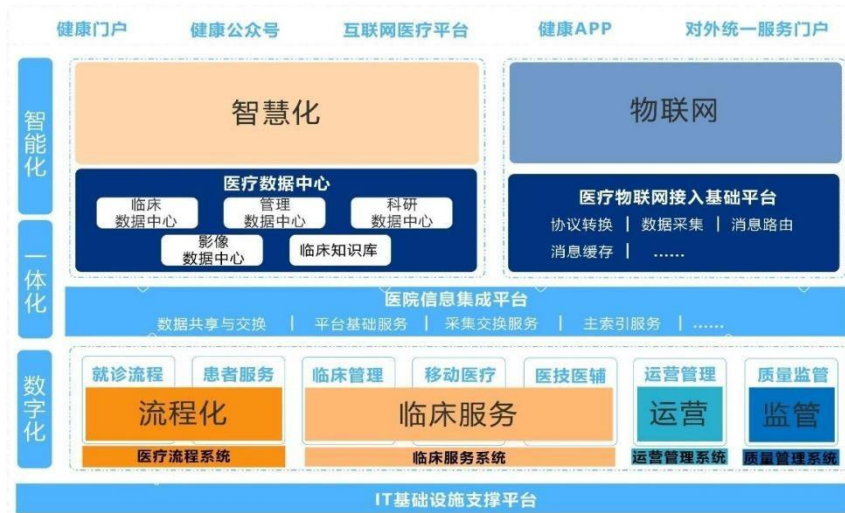 健康门户 健康公众号 互联网医疗平台 健康APP 对外统一服务门户
智能化
智慧化
物联网
医疗数据中心
临床
数据中心
管理
数据中心
科研
数据中心
影像
数据中心
临床知识库
医疗物联网接入基础平台
协议转换 | 数据采集 | 消息路由
消息缓存 | ......
一体化
医院信息集成平台
数据共享与交换 | 平台基础服务 | 采集交换服务 | 主索引服务 | ......
数字化
就诊流程 患者服务 临床管理 移动医疗 医技医辅 运营管理 质量监管
流程化 临床服务 运营 监管
医疗流程系统 临床服务系统 运营管理系统 质量管理系统
IT基础设施支撑平台